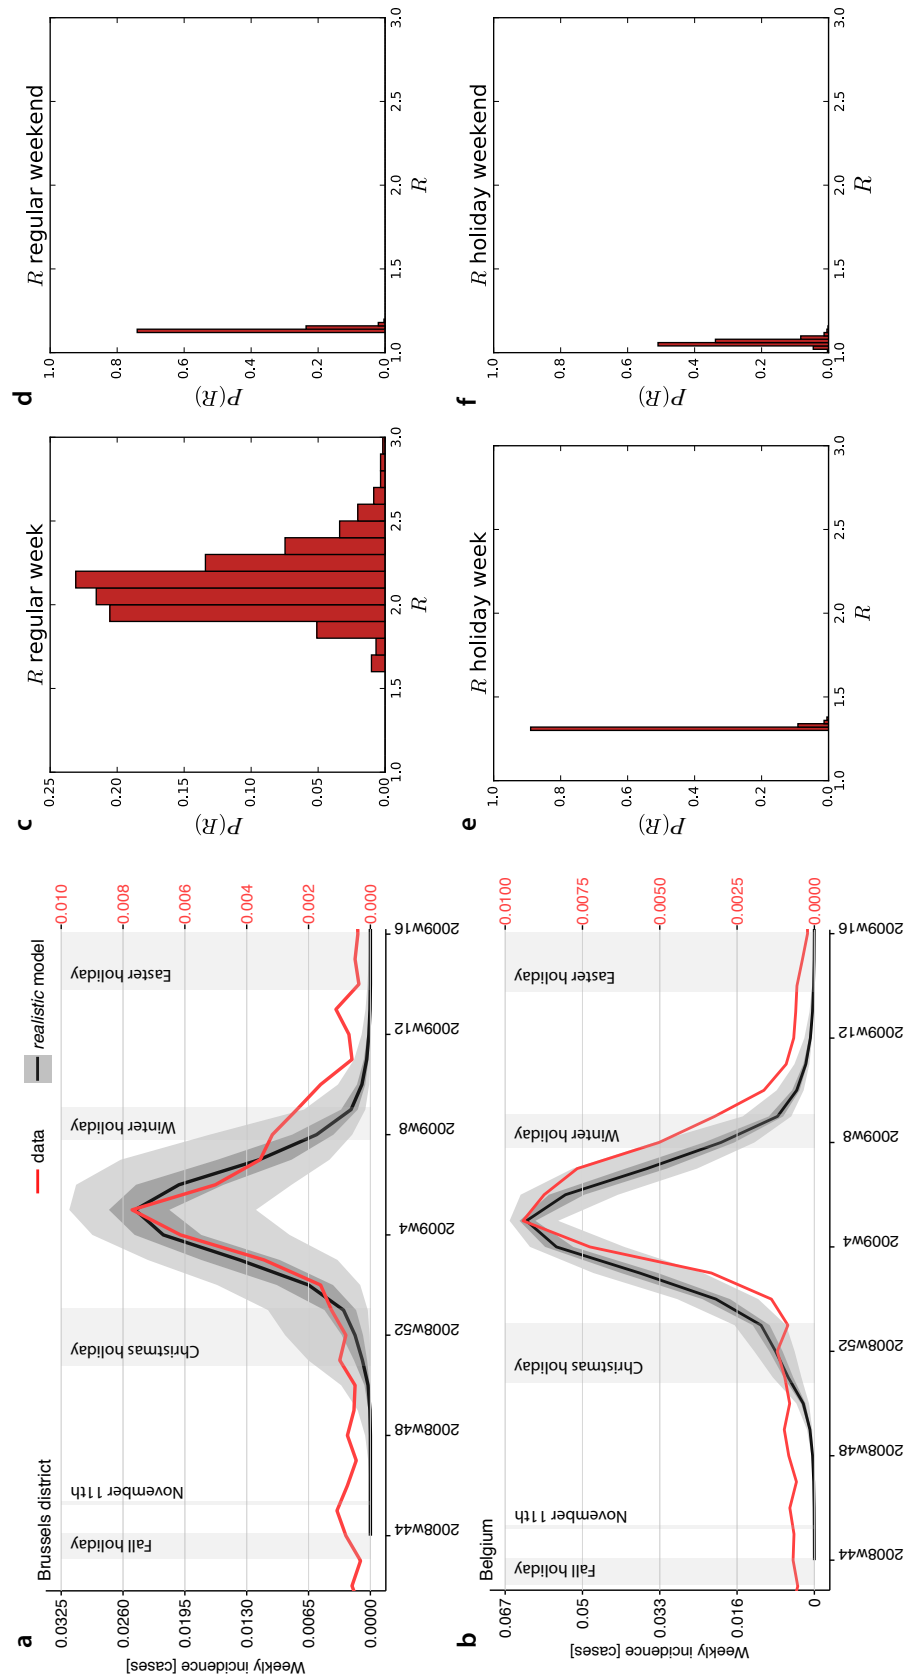 a
Brussels district
data
realistic model
Weekly incidence [cases]
0.0325
0.0260
0.0195
0.0130
0.0065
0.0000
0.010
0.008
0.006
0.004
0.002
0.000
Fall holiday
November 11th
Christmas holiday
Winter holiday
Easter holiday
2008w44
2008w48
2008w52
2009w4
2009w8
2009w12
2009w16
b
Belgium
Weekly incidence [cases]
0.067
0.05
0.033
0.016
0
0.0100
0.0075
0.0050
0.0025
0.0000
Fall holiday
November 11th
Christmas holiday
Winter holiday
Easter holiday
2008w44
2008w48
2008w52
2009w4
2009w8
2009w12
2009w16
c
R regular week
P(R)
0.25
0.20
0.15
0.10
0.05
0.00
1.0
1.5
2.0
2.5
3.0
R
d
R regular weekend
P(R)
1.0
0.8
0.6
0.4
0.2
0.0
1.0
1.5
2.0
2.5
3.0
R
e
R holiday week
P(R)
1.0
0.8
0.6
0.4
0.2
0.0
1.0
1.5
2.0
2.5
3.0
R
f
R holiday weekend
P(R)
1.0
0.8
0.6
0.4
0.2
0.0
1.0
1.5
2.0
2.5
3.0
R